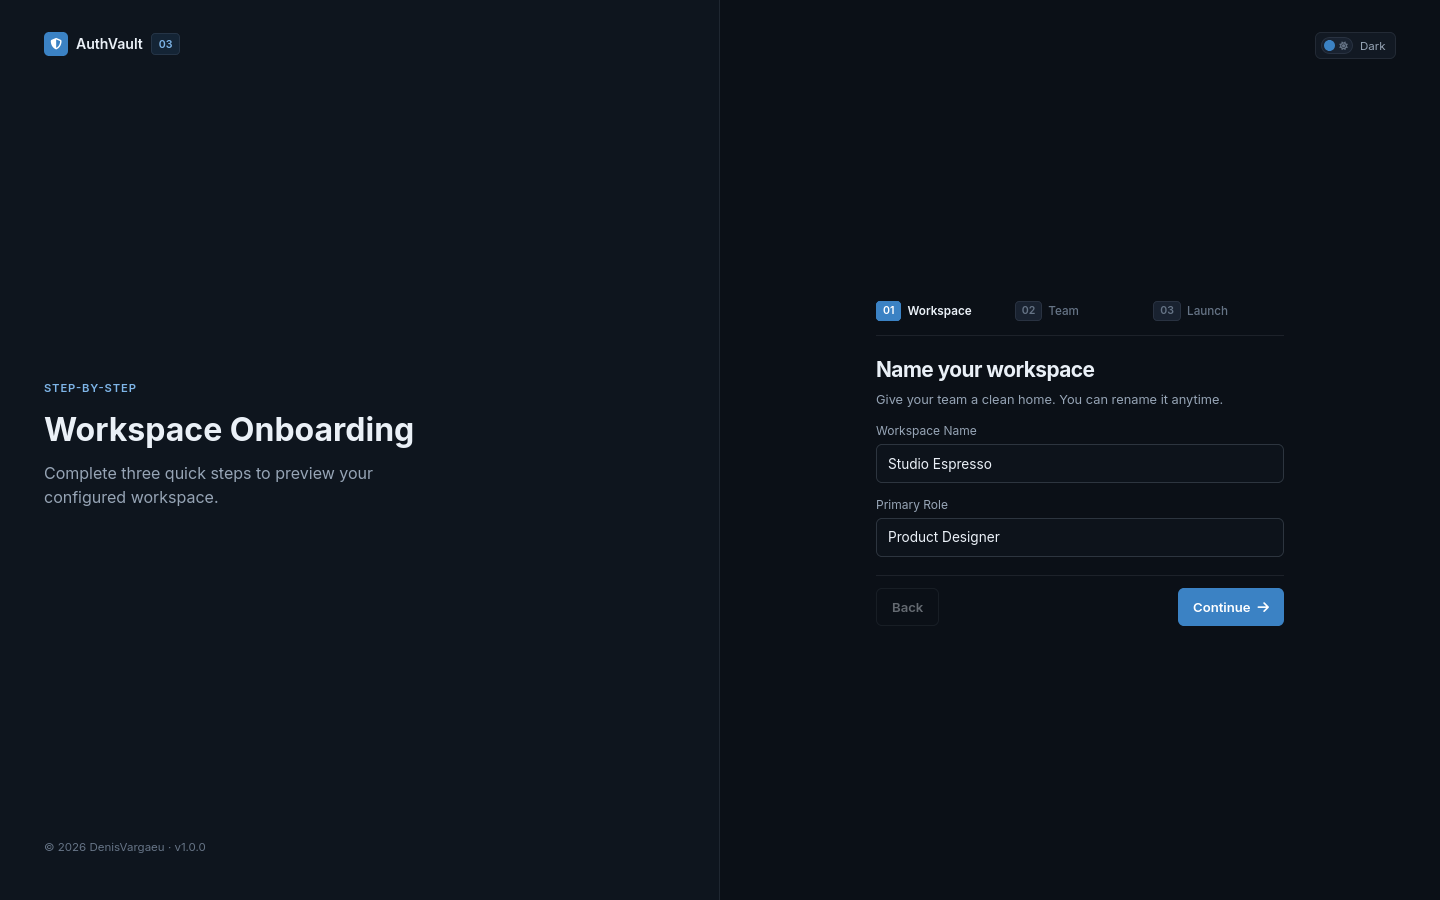 AuthVault 03
STEP-BY-STEP
Workspace Onboarding
Complete three quick steps to preview your
configured workspace.
© 2026 DenisVargaeu · v1.0.0
Dark
01 Workspace 02 Team 03 Launch
Name your workspace
Give your team a clean home. You can rename it anytime.
Workspace Name
Studio Espresso
Primary Role
Product Designer
Back Continue →